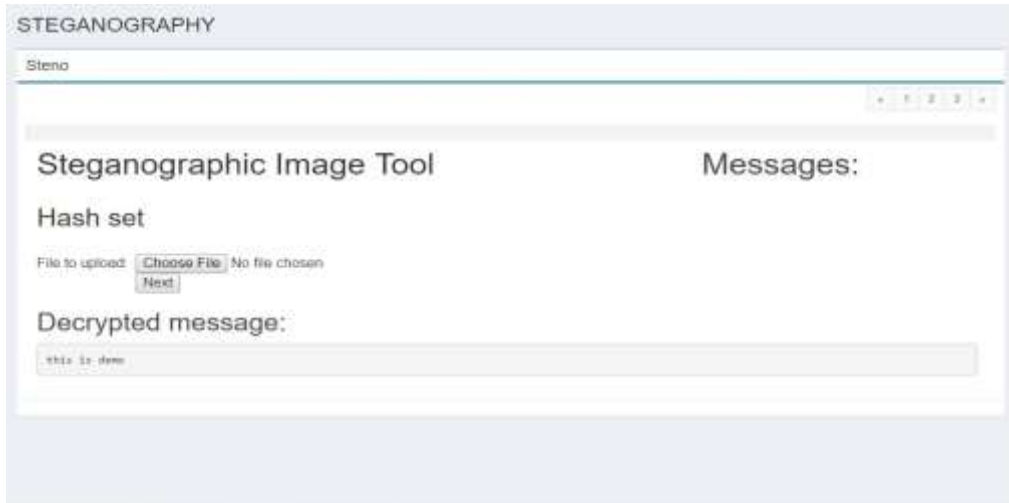 STEGANOGRAPHY
Steno
« 1 2 3 »
Steganographic Image Tool
Messages:
Hash set
File to upload: Choose File No file chosen
Next
Decrypted message:
this is demo